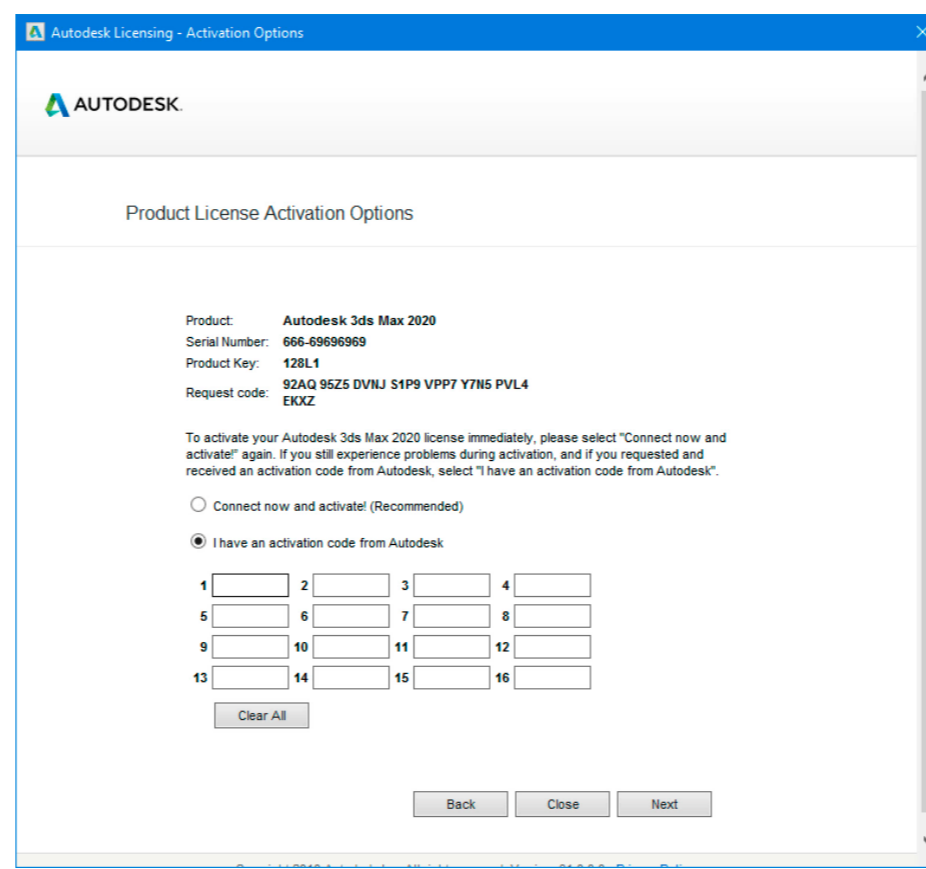 Autodesk Licensing - Activation Options
AUTODESK.
Product License Activation Options
Product: Autodesk 3ds Max 2020
Serial Number: 666-69696969
Product Key: 128L1
Request code: 92AQ 95Z5 DVNJ S1P9 VPP7 Y7N5 PVL4
EKXZ
To activate your Autodesk 3ds Max 2020 license immediately, please select "Connect now and
activate!" again. If you still experience problems during activation, and if you requested and
received an activation code from Autodesk, select "I have an activation code from Autodesk".
Connect now and activate! (Recommended)
I have an activation code from Autodesk
1 2 3 4
5 6 7 8
9 10 11 12
13 14 15 16
Clear All
Back Close Next